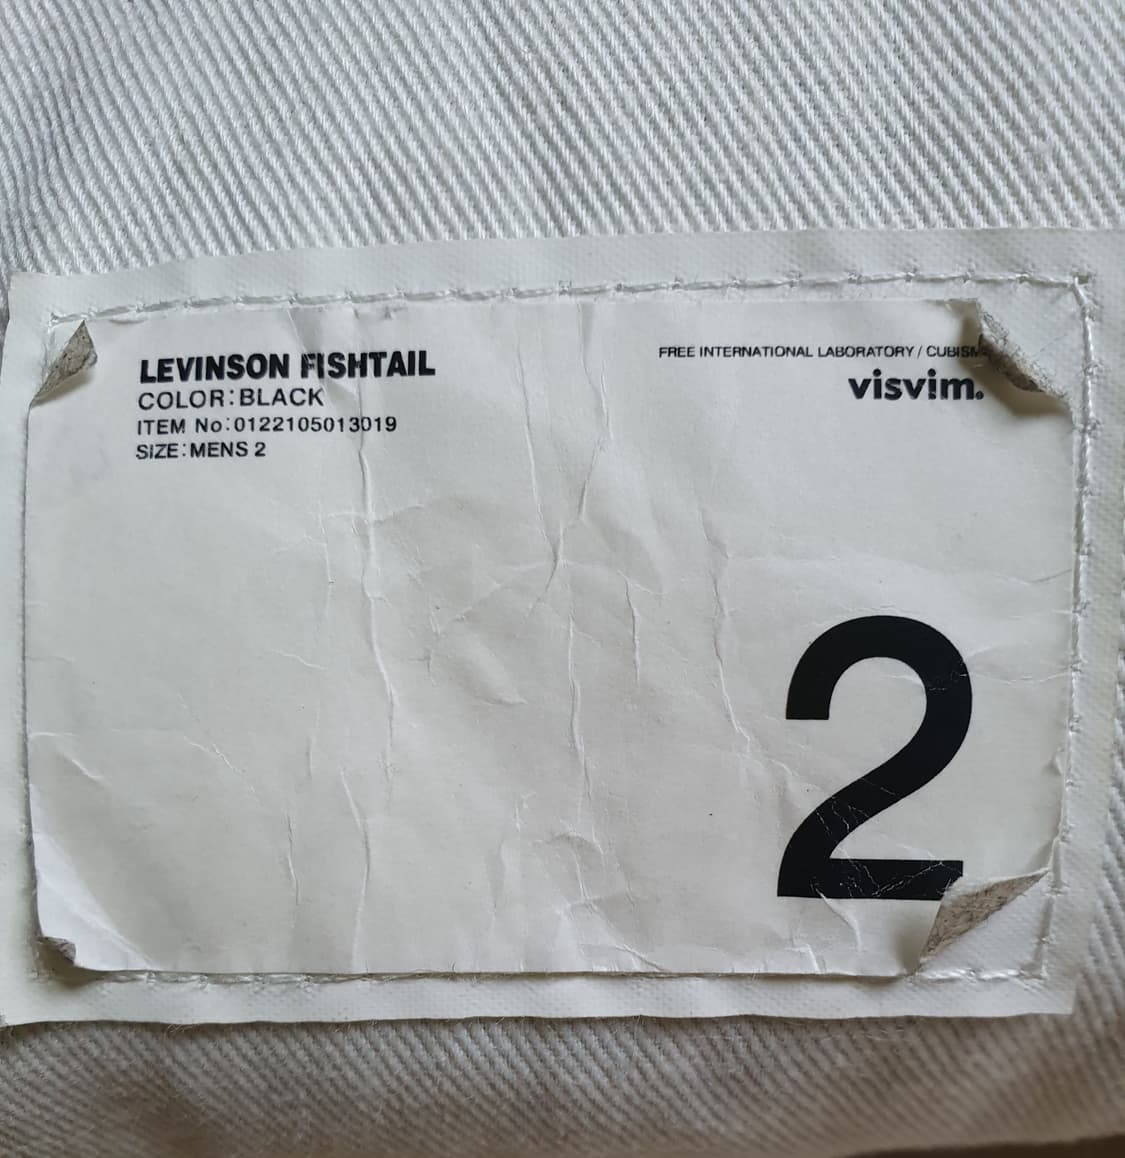 LEVINSON FISHTAIL
COLOR:BLACK
ITEM No:0122105013019
SIZE:MENS 2
FREE INTERNATIONAL LABORATORY / CUBISM
visvim.
2